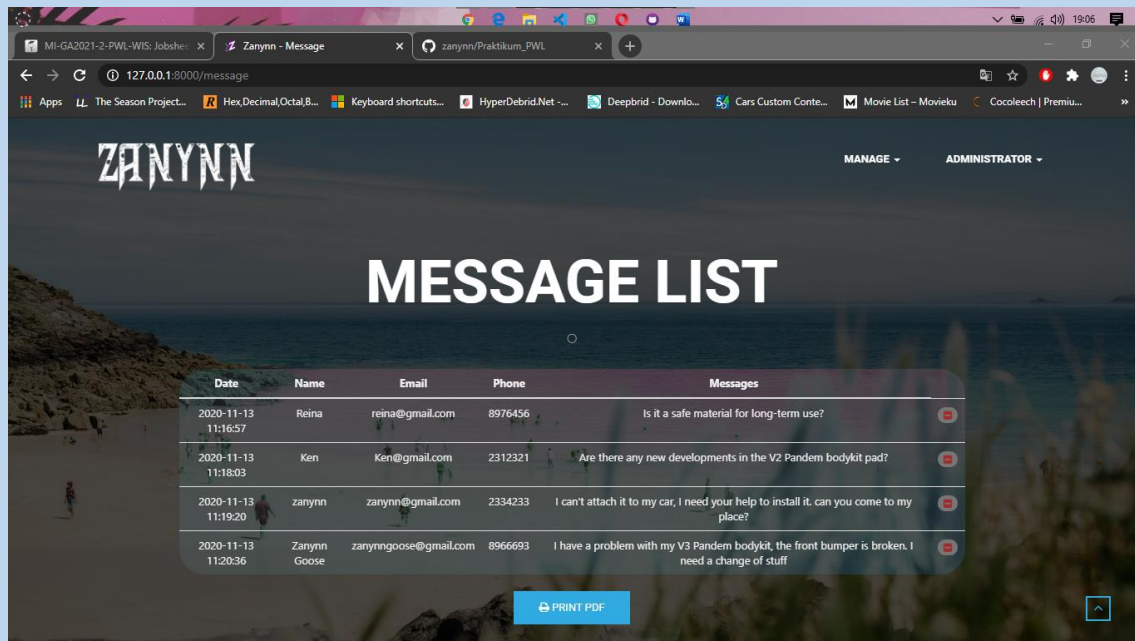 19:06
MI-GA2021-2-PWL-WIS: Jobshee
Zanynn - Message
zanynn/Praktikum_PWL
127.0.0.1:8000/message
Apps
The Season Project...
Hex,Decimal,Octal,B...
Keyboard shortcuts...
HyperDebrid.Net -...
Deepbrid - Downlo...
Cars Custom Conte...
Movie List – Movieku
Cocoleech | Premiu...
ZANYNN
MANAGE
ADMINISTRATOR
MESSAGE LIST
Date Name Email Phone Messages
2020-11-13 Reina reina@gmail.com 8976456 Is it a safe material for long-term use?
11:16:57
2020-11-13 Ken Ken@gmail.com 2312321 Are there any new developments in the V2 Pandem bodykit pad?
11:18:03
2020-11-13 zanynn zanynn@gmail.com 2334233 I can't attach it to my car, I need your help to install it. can you come to my
11:19:20 place?
2020-11-13 Zanynn zanynngoose@gmail.com 8966693 I have a problem with my V3 Pandem bodykit, the front bumper is broken. I
11:20:36 Goose need a change of stuff
PRINT PDF